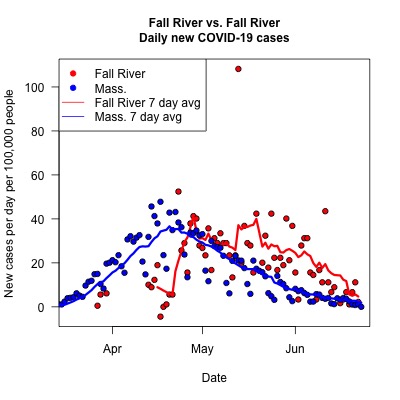 Fall River vs. Fall River
Daily new COVID-19 cases
Fall River
Mass.
Fall River 7 day avg
Mass. 7 day avg
New cases per day per 100,000 people
100
80
60
40
20
0
Apr May Jun
Date